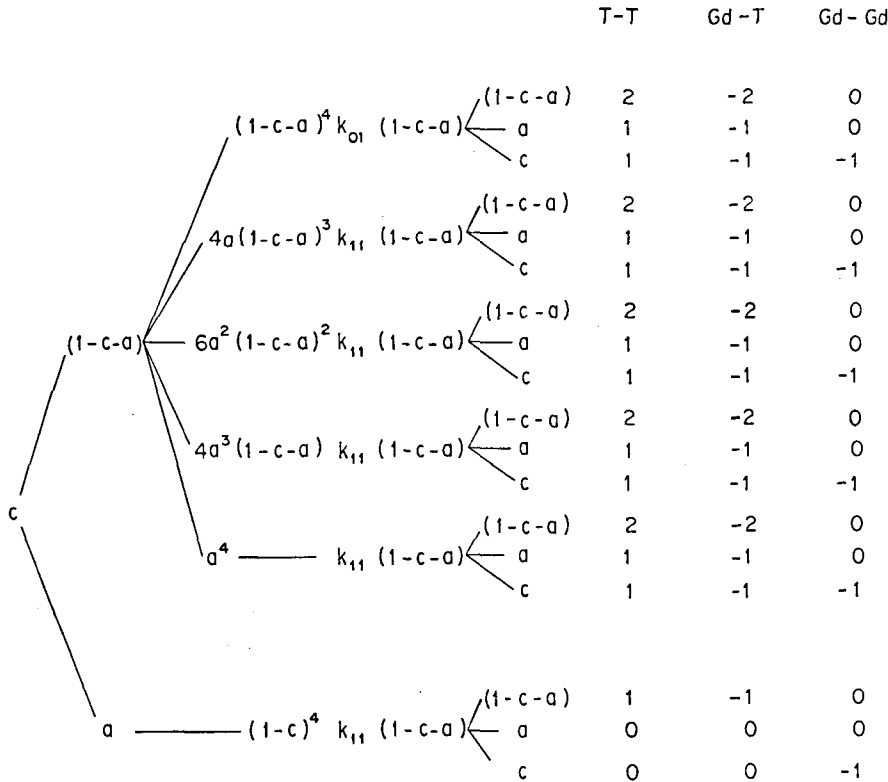 T-T Gd-T Gd-Gd
(1-c-a) 2 -2 0
(1-c-a)⁴ k₀₁ (1-c-a) a 1 -1 0
c 1 -1 -1
(1-c-a) 2 -2 0
4a(1-c-a)³ k₁₁ (1-c-a) a 1 -1 0
c 1 -1 -1
(1-c-a) 2 -2 0
(1-c-a) 6a²(1-c-a)² k₁₁ (1-c-a) a 1 -1 0
c 1 -1 -1
(1-c-a) 2 -2 0
4a³(1-c-a) k₁₁ (1-c-a) a 1 -1 0
c 1 -1 -1
c
(1-c-a) 2 -2 0
a⁴ k₁₁ (1-c-a) a 1 -1 0
c 1 -1 -1
(1-c-a) 1 -1 0
a (1-c)⁴ k₁₁ (1-c-a) a 0 0 0
c 0 0 -1